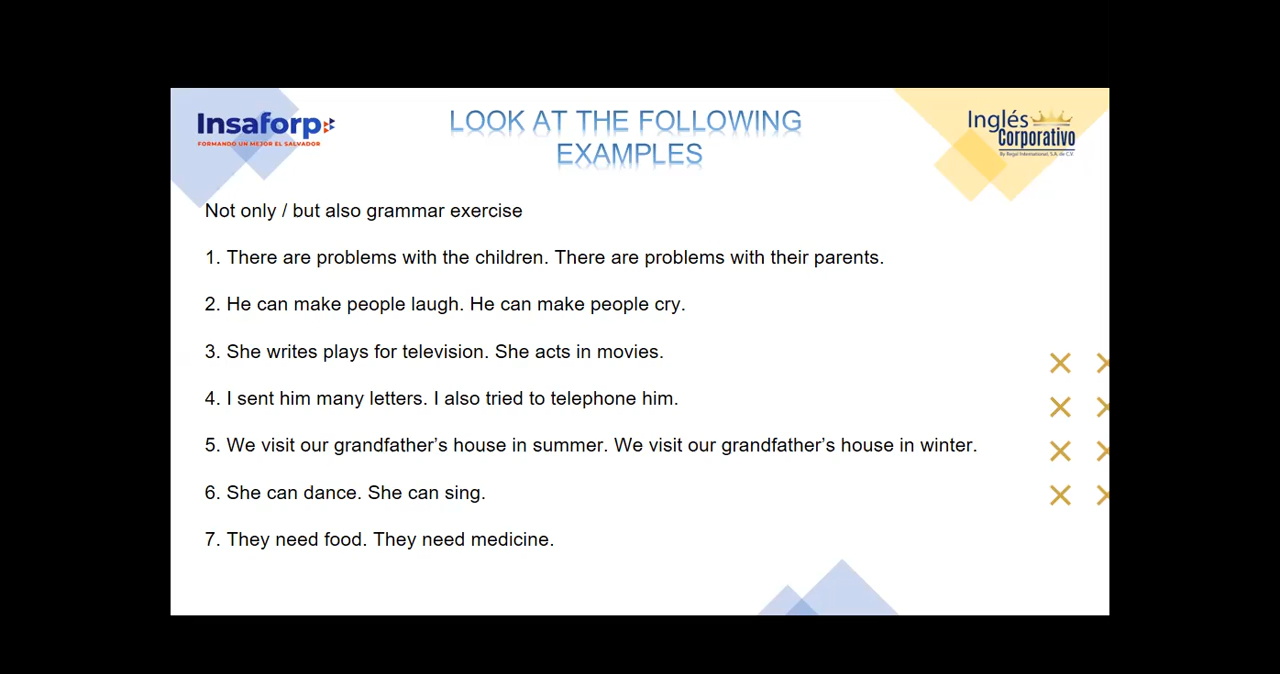 Insaforp
FORMANDO UN MEJOR EL SALVADOR
LOOK AT THE FOLLOWING
EXAMPLES
Inglés
Corporativo
By Regal International, S.A. de C.V.
Not only / but also grammar exercise
1. There are problems with the children. There are problems with their parents.
2. He can make people laugh. He can make people cry.
3. She writes plays for television. She acts in movies.
4. I sent him many letters. I also tried to telephone him.
5. We visit our grandfather’s house in summer. We visit our grandfather’s house in winter.
6. She can dance. She can sing.
7. They need food. They need medicine.